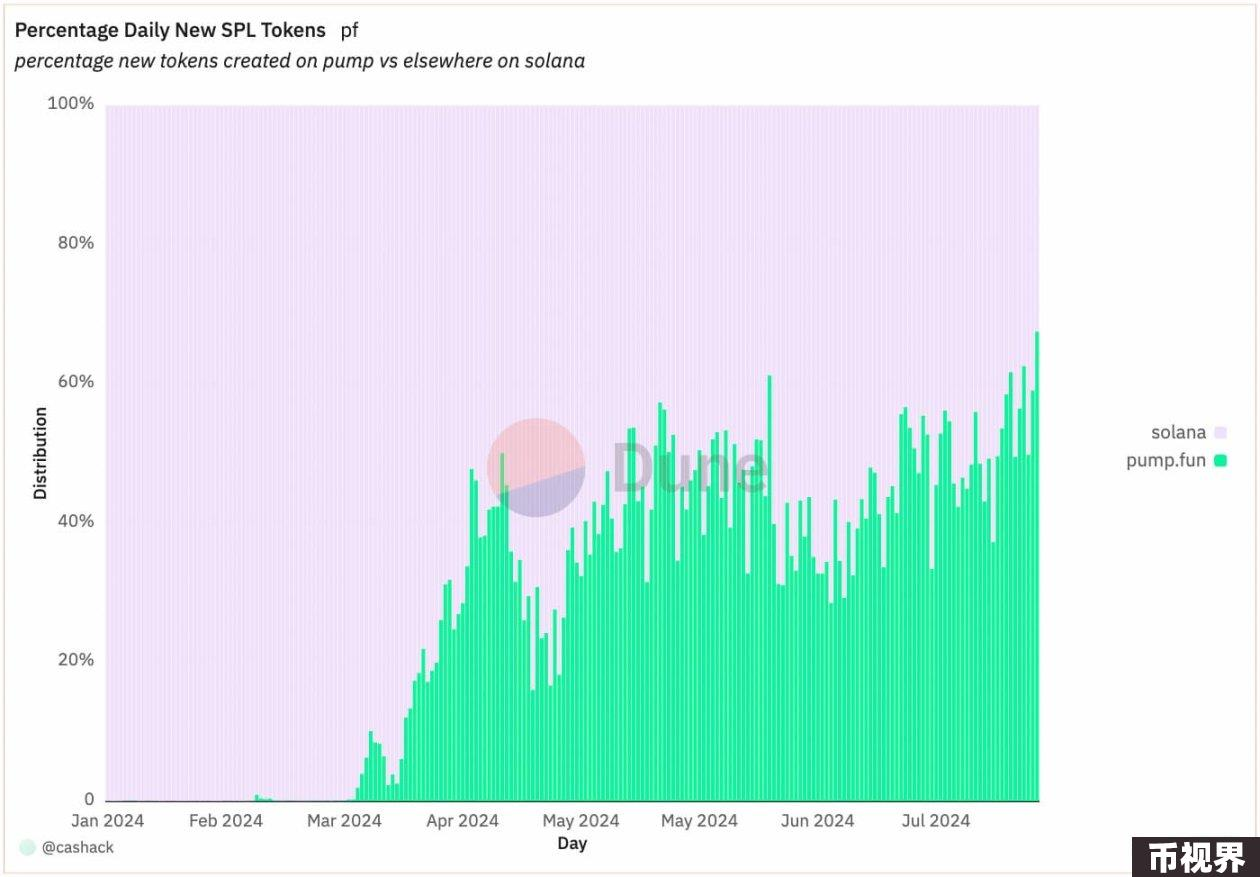 Percentage Daily New SPL Tokens pf
percentage new tokens created on pump vs elsewhere on solana
100%
80%
60%
40%
20%
0
Distribution
Dune
solana
pump.fun
Jan 2024 Feb 2024 Mar 2024 Apr 2024 May 2024 May 2024 Jun 2024 Jul 2024
Day
@cashack
币视界